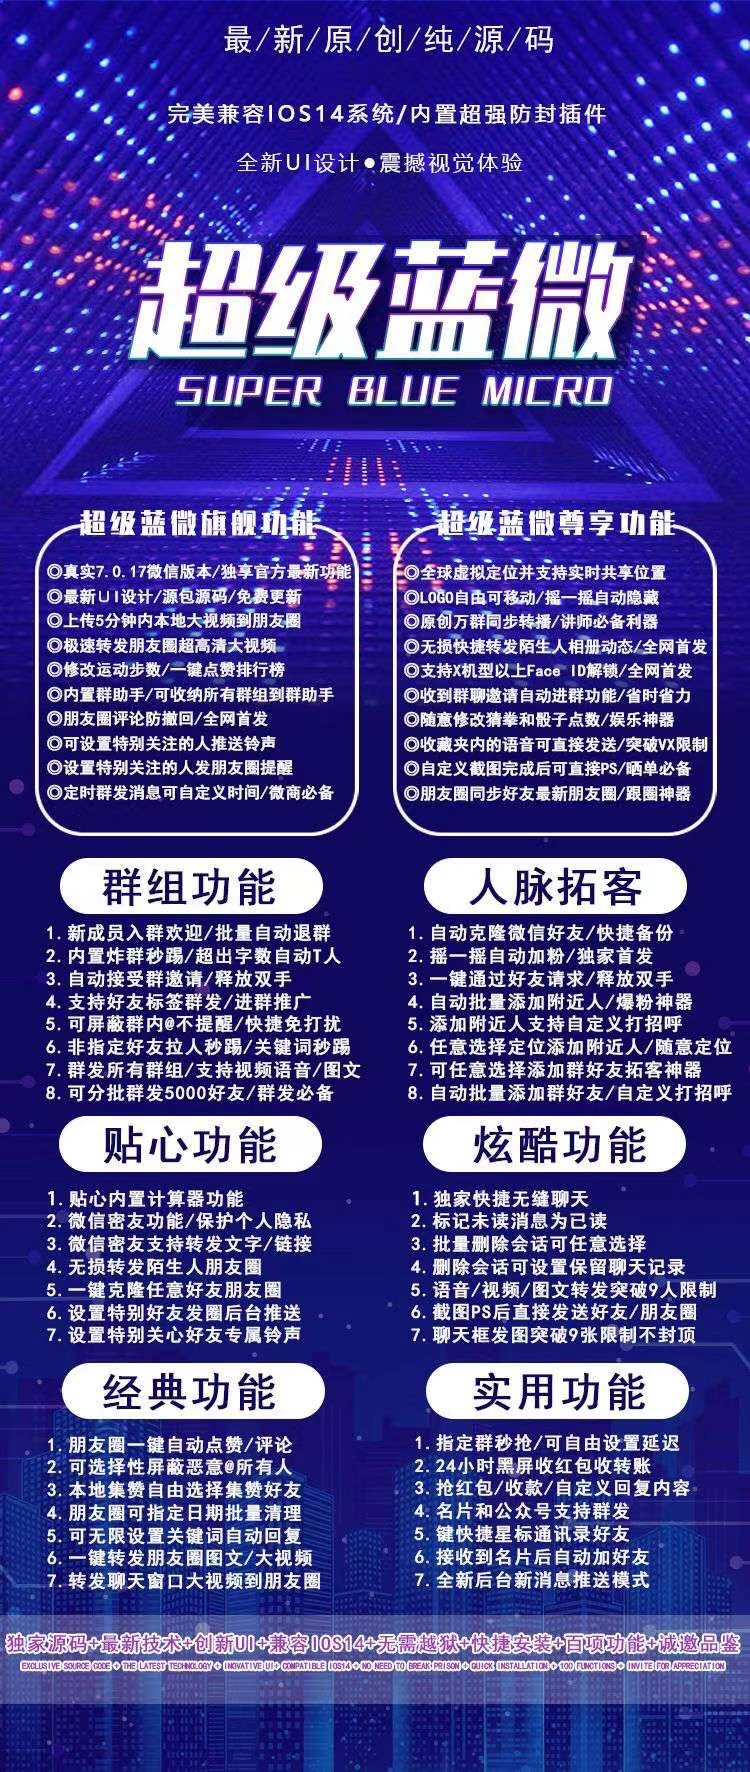 最/新/原/创/纯/源/码
完美兼容IOS14系统/内置超强防封插件
全新UI设计●震撼视觉体验
超级蓝微
SUPER BLUE MICRO
超级蓝微旗舰功能
◎真实7.0.17微信版本/独享官方最新功能
◎最新UI设计/源包源码/免费更新
◎上传5分钟内本地大视频到朋友圈
◎极速转发朋友圈超高清大视频
◎修改运动步数/一键点赞排行榜
◎内置群助手/可收纳所有群组到群助手
◎朋友圈评论防撤回/全网首发
◎可设置特别关注的人推送铃声
◎设置特别关注的人发朋友圈提醒
◎定时群发消息可自定义时间/微商必备
超级蓝微尊享功能
◎全球虚拟定位并支持实时共享位置
◎LOGO自由可移动/摇一摇自动隐藏
◎原创万群同步转播/讲师必备利器
◎无损快捷转发陌生人相册动态/全网首发
◎支持X机型以上Face ID解锁/全网首发
◎收到群聊邀请自动进群功能/省时省力
◎随意修改猜拳和骰子点数/娱乐神器
◎收藏夹内的语音可直接发送/突破VX限制
◎自定义截图完成后可直接PS/晒单必备
◎朋友圈同步好友最新朋友圈/跟圈神器
群组功能
1.新成员入群欢迎/批量自动退群
2.内置炸群秒踢/超出字数自动T人
3.自动接受群邀请/释放双手
4.支持好友标签群发/进群推广
5.可屏蔽群内@不提醒/快捷免打扰
6.非指定好友拉人秒踢/关键词秒踢
7.群发所有群组/支持视频语音/图文
8.可分批群发5000好友/群发必备
人脉拓客
1.自动克隆微信好友/快捷备份
2.摇一摇自动加粉/独家首发
3.一键通过好友请求/释放双手
4.自动批量添加附近人/爆粉神器
5.添加附近人支持自定义打招呼
6.任意选择定位添加附近人/随意定位
7.可任意选择添加群好友拓客神器
8.自动批量添加群好友/自定义打招呼
贴心功能
1.贴心内置计算器功能
2.微信密友功能/保护个人隐私
3.微信密友支持转发文字/链接
4.无损转发陌生人朋友圈
5.一键克隆任意好友朋友圈
6.设置特别好友发圈后台推送
7.设置特别关心好友专属铃声
炫酷功能
1.独家快捷无缝聊天
2.标记未读消息为已读
3.批量删除会话可任意选择
4.删除会话可设置保留聊天记录
5.语音/视频/图文转发突破9人限制
6.截图PS后直接发送好友/朋友圈
7.聊天框发图突破9张限制不封顶
经典功能
1.朋友圈一键自动点赞/评论
2.可选择性屏蔽恶意@所有人
3.本地集赞自由选择集赞好友
4.朋友圈可指定日期批量清理
5.可无限设置关键词自动回复
6.一键转发朋友圈图文/大视频
7.转发聊天窗口大视频到朋友圈
实用功能
1.指定群秒抢/可自由设置延迟
2.24小时黑屏收红包收转账
3.抢红包/收款/自定义回复内容
4.名片和公众号支持群发
5.键快捷星标通讯录好友
6.接收到名片后自动加好友
7.全新后台新消息推送模式
独家源码+最新技术+创新UI+兼容IOS14+无需越狱+快捷安装+百项功能+诚邀品鉴
EXCLUSIVE SOURCE CODE + THE LATEST TECHNOLOGY + INOVATIVE UI+ COMPATIBLE IOS14 + NO NEED TO BREAK PRISON + QUICK INSTALLATION + 100 FUNCTIONS + INVITE FOR APPRECIATION